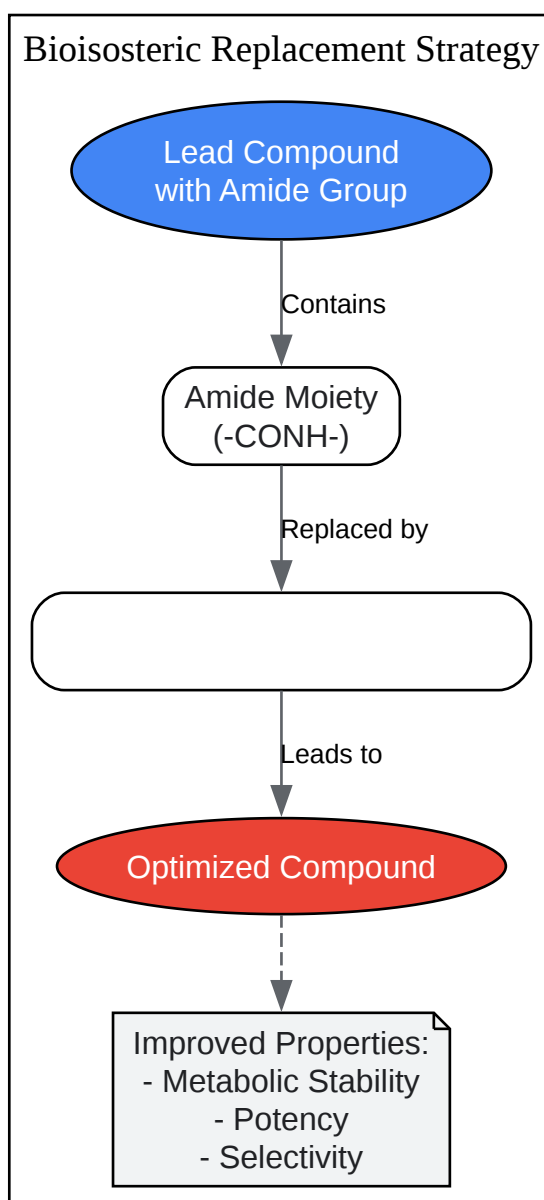 Bioisosteric Replacement Strategy
Lead Compound
with Amide Group
Contains
Amide Moiety
(-CONH-)
Replaced by
Leads to
Optimized Compound
Improved Properties:
- Metabolic Stability
- Potency
- Selectivity